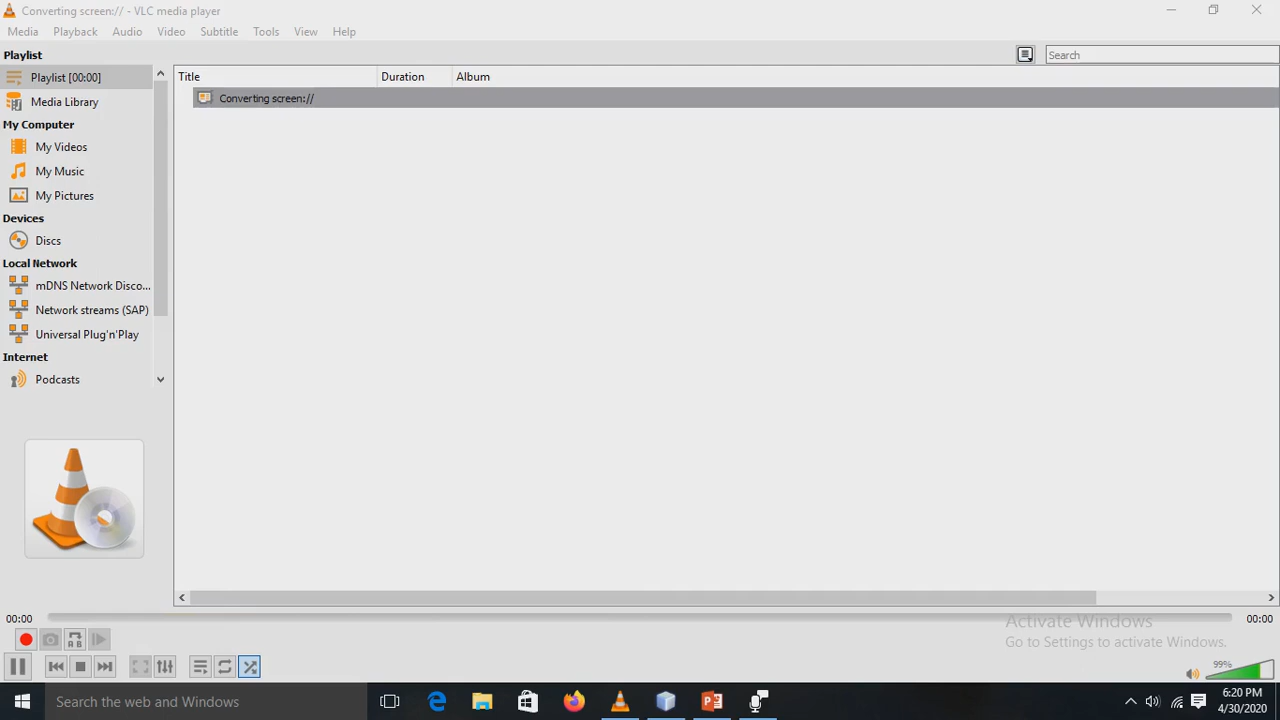 Converting screen:// - VLC media player
Media Playback Audio Video Subtitle Tools View Help
Playlist
Search
Playlist [00:00]
Title Duration Album
Converting screen://
Media Library
My Computer
My Videos
My Music
My Pictures
Devices
Discs
Local Network
mDNS Network Disco...
Network streams (SAP)
Universal Plug'n'Play
Internet
Podcasts
00:00
00:00
Activate Windows
Go to Settings to activate Windows.
99%
Search the web and Windows
6:20 PM
4/30/2020